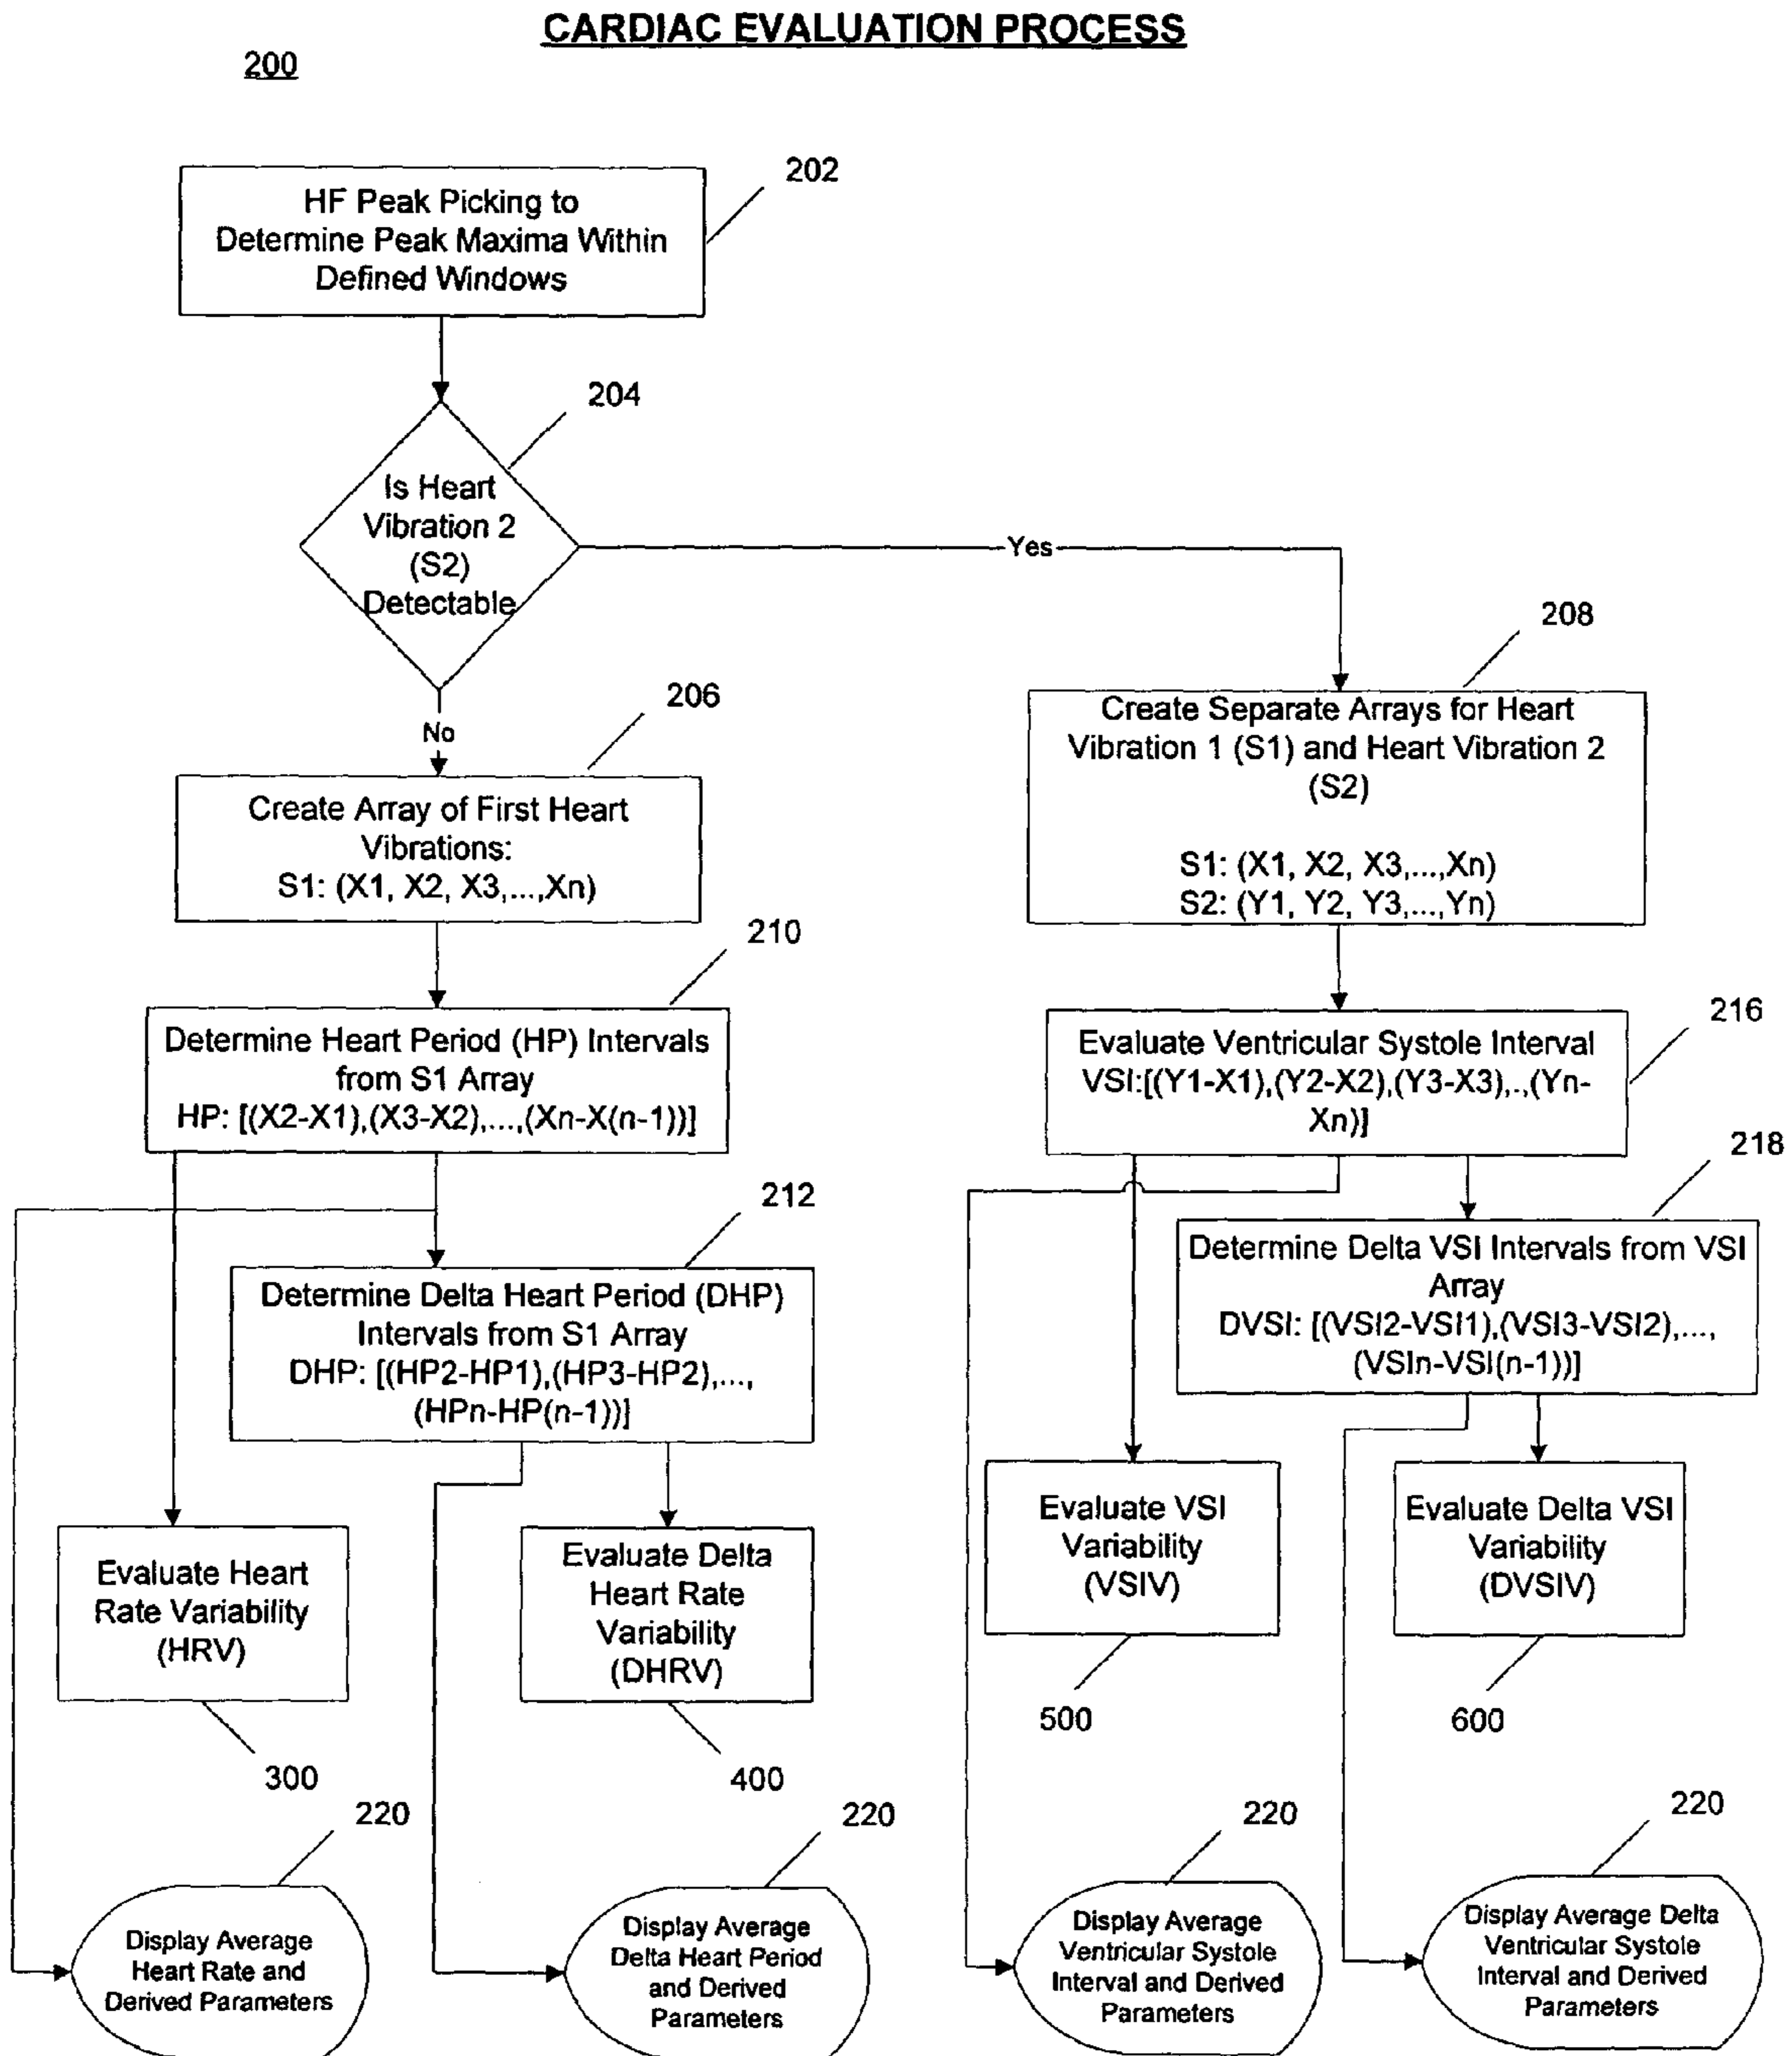 CARDIAC EVALUATION PROCESS
200
202
HF Peak Picking to
Determine Peak Maxima Within
Defined Windows
204
Is Heart
Vibration 2
(S2)
Detectable
Yes
No
206
Create Array of First Heart
Vibrations:
S1: (X1, X2, X3,...,Xn)
208
Create Separate Arrays for Heart
Vibration 1 (S1) and Heart Vibration 2
(S2)
S1: (X1, X2, X3,...,Xn)
S2: (Y1, Y2, Y3,...,Yn)
210
Determine Heart Period (HP) Intervals
from S1 Array
HP: [(X2-X1),(X3-X2),...,(Xn-X(n-1))]
216
Evaluate Ventricular Systole Interval
VSI:[(Y1-X1),(Y2-X2),(Y3-X3),.,(Yn-
Xn)]
212
Determine Delta Heart Period (DHP)
Intervals from S1 Array
DHP: [(HP2-HP1),(HP3-HP2),...,
(HPn-HP(n-1))]
218
Determine Delta VSI Intervals from VSI
Array
DVSI: [(VSI2-VSI1),(VSI3-VSI2),...,
(VSIn-VSI(n-1))]
Evaluate Heart
Rate Variability
(HRV)
300
Evaluate Delta
Heart Rate
Variability
(DHRV)
400
Evaluate VSI
Variability
(VSIV)
500
Evaluate Delta VSI
Variability
(DVSIV)
600
220
Display Average
Heart Rate and
Derived Parameters
220
Display Average
Delta Heart Period
and Derived
Parameters
220
Display Average
Ventricular Systole
Interval and Derived
Parameters
220
Display Average Delta
Ventricular Systole
Interval and Derived
Parameters